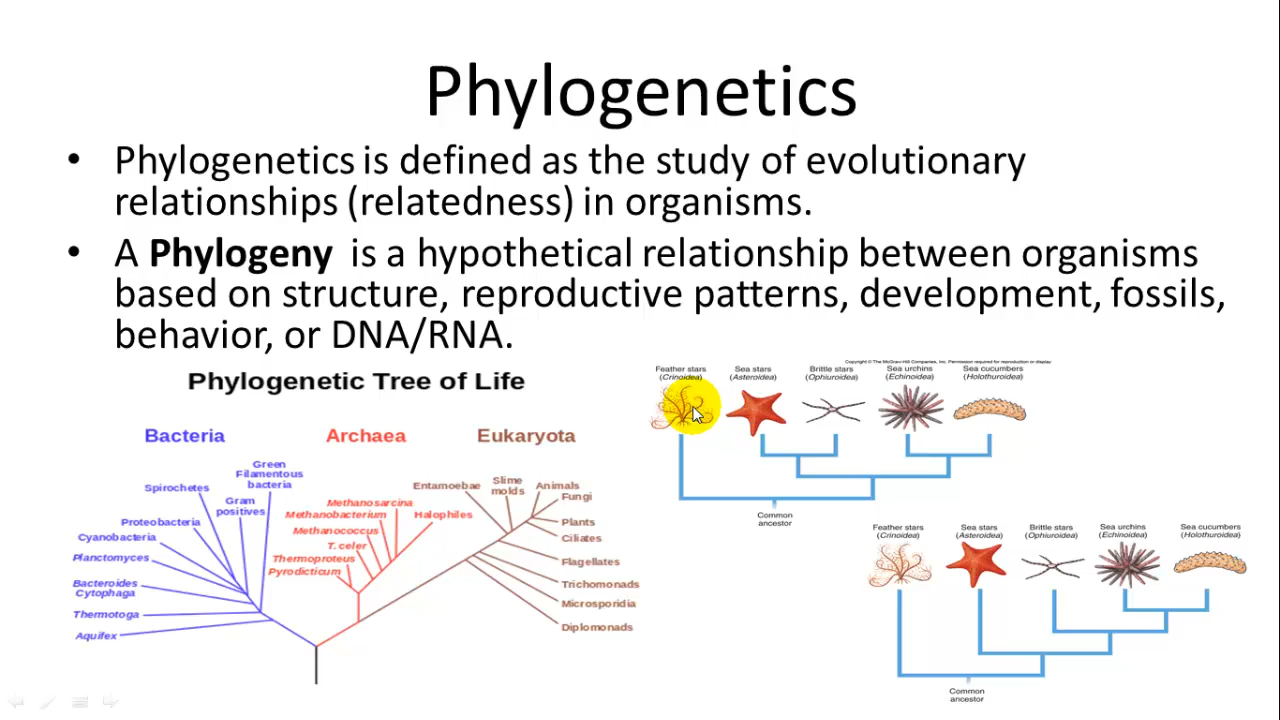 Phylogenetics
• Phylogenetics is defined as the study of evolutionary
relationships (relatedness) in organisms.
• A Phylogeny is a hypothetical relationship between organisms
based on structure, reproductive patterns, development, fossils,
behavior, or DNA/RNA.
Phylogenetic Tree of Life
Bacteria
Archaea
Eukaryota
Green
Filamentous
bacteria
Spirochetes
Gram
positives
Proteobacteria
Cyanobacteria
Planctomyces
Bacteroides
Cytophaga
Thermotoga
Aquifex
Methanosarcina
Methanobacterium
Halophiles
Methanococcus
T. celer
Thermoproteus
Pyrodicticum
Entamoebae
Slime
molds
Animals
Fungi
Plants
Ciliates
Flagellates
Trichomonads
Microsporidia
Diplomonads
Copyright © The McGraw-Hill Companies, Inc. Permission required for reproduction or display
Feather stars
(Crinoidea)
Sea stars
(Asteroidea)
Brittle stars
(Ophiuroidea)
Sea urchins
(Echinoidea)
Sea cucumbers
(Holothuroidea)
Common
ancestor
Feather stars
(Crinoidea)
Sea stars
(Asteroidea)
Brittle stars
(Ophiuroidea)
Sea urchins
(Echinoidea)
Sea cucumbers
(Holothuroidea)
Common
ancestor